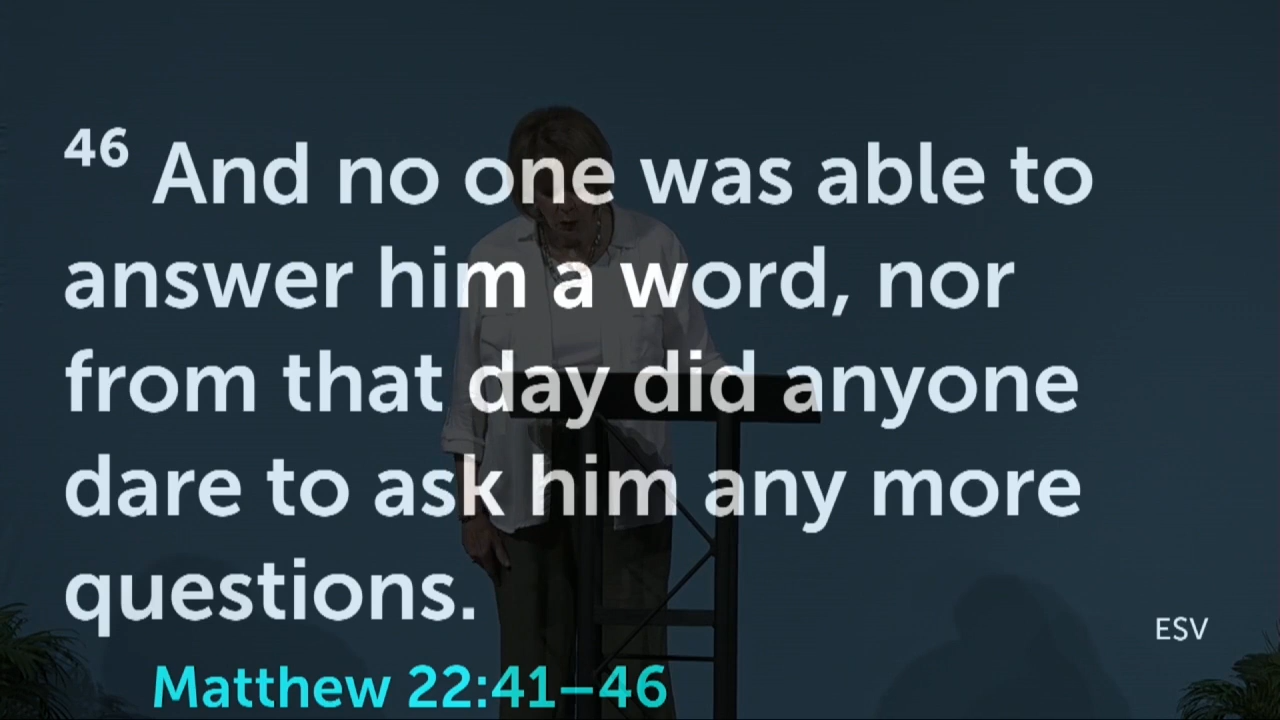 46 And no one was able to
answer him a word, nor
from that day did anyone
dare to ask him any more
questions.
ESV
Matthew 22:41–46